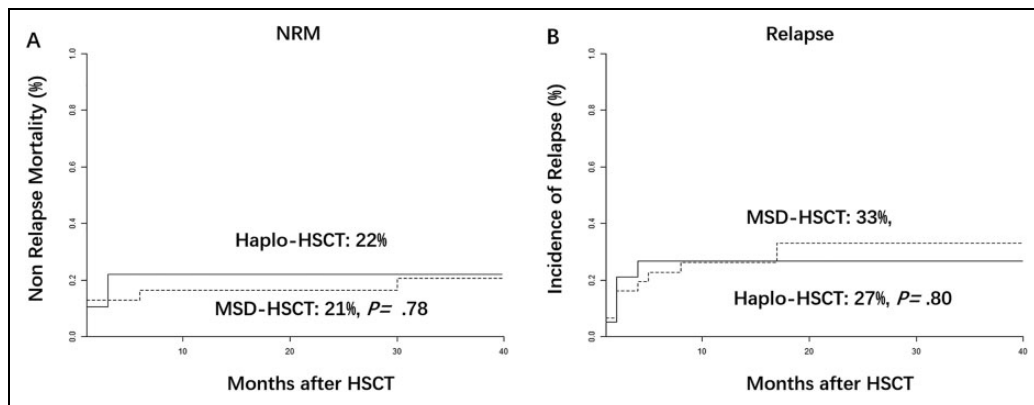 A
NRM
Non Relapse Mortality (%)
1.0
0.8
0.6
0.4
0.2
0.0
Haplo-HSCT: 22%
MSD-HSCT: 21%, P= .78
10
20
30
40
Months after HSCT
B
Relapse
Incidence of Relapse (%)
1.0
0.8
0.6
0.4
0.2
0.0
MSD-HSCT: 33%,
Haplo-HSCT: 27%, P= .80
10
20
30
40
Months after HSCT